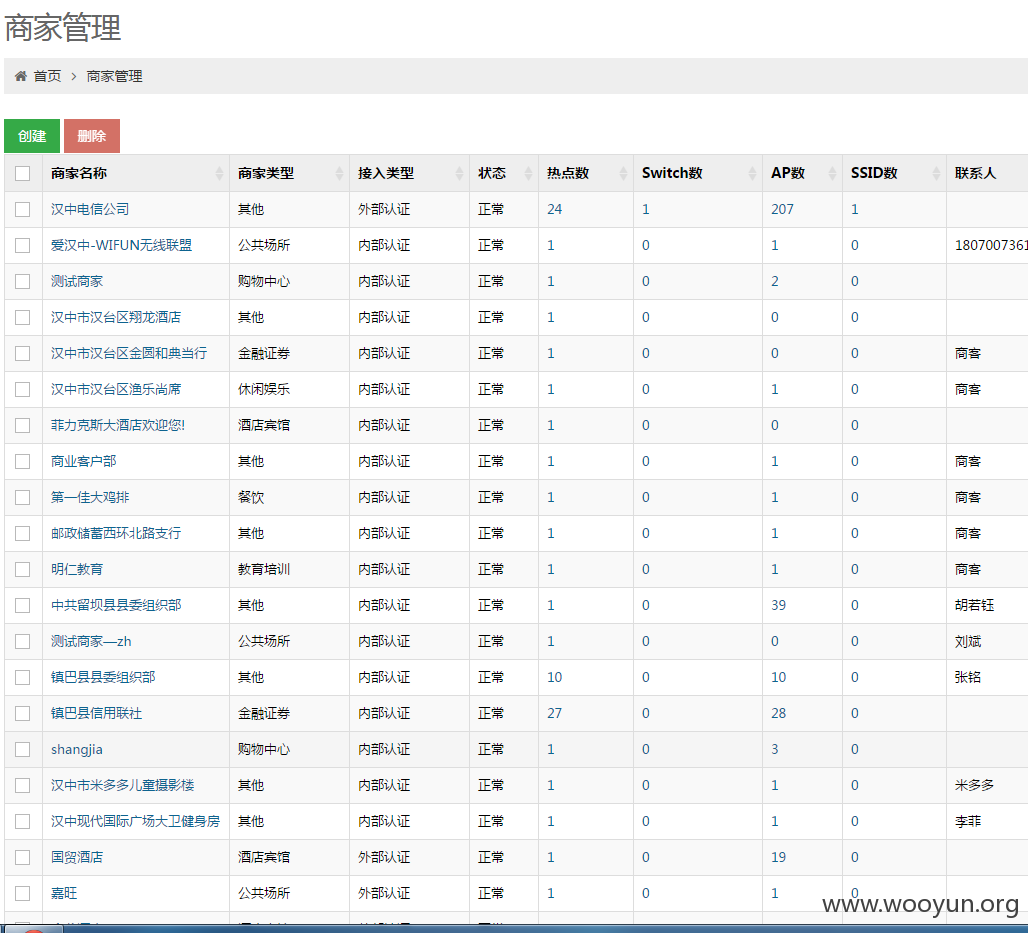 商家管理
首页 > 商家管理
创建 删除
商家名称 商家类型 接入类型 状态 热点数 Switch数 AP数 SSID数 联系人
汉中电信公司 其他 外部认证 正常 24 1 207 1
爱汉中-WIFUN无线联盟 公共场所 内部认证 正常 1 0 1 0 1807007361
测试商家 购物中心 内部认证 正常 1 0 2 0
汉中市汉台区翔龙酒店 其他 内部认证 正常 1 0 0 0
汉中市汉台区金圆和典当行 金融证券 内部认证 正常 1 0 0 0 商客
汉中市汉台区渔乐尚席 休闲娱乐 内部认证 正常 1 0 1 0 商客
菲力克斯大酒店欢迎您! 酒店宾馆 内部认证 正常 1 0 0 0
商业客户部 其他 内部认证 正常 1 0 1 0 商客
第一佳大鸡排 餐饮 内部认证 正常 1 0 1 0 商客
邮政储蓄西环北路支行 其他 内部认证 正常 1 0 1 0 商客
明仁教育 教育培训 内部认证 正常 1 0 1 0 商客
中共留坝县县委组织部 其他 内部认证 正常 1 0 39 0 胡若钰
测试商家—zh 公共场所 内部认证 正常 1 0 0 0 刘斌
镇巴县县委组织部 其他 内部认证 正常 10 0 10 0 张铭
镇巴县信用联社 金融证券 内部认证 正常 27 0 28 0
shangjia 购物中心 内部认证 正常 1 0 3 0
汉中市米多多儿童摄影楼 其他 内部认证 正常 1 0 1 0 米多多
汉中现代国际广场大卫健身房 其他 内部认证 正常 1 0 1 0 李菲
国贸酒店 酒店宾馆 外部认证 正常 1 0 19 0
嘉旺 公共场所 外部认证 正常 1 0 1 0
www.wooyun.org